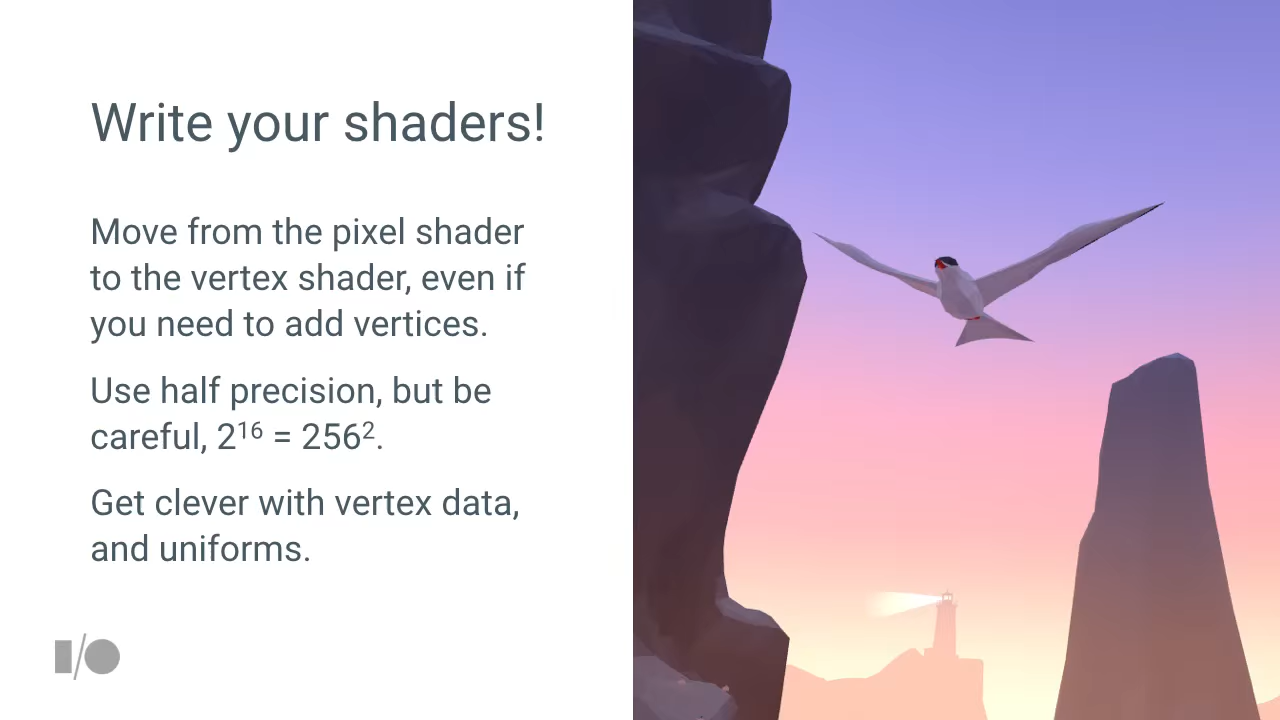 Write your shaders!
Move from the pixel shader
to the vertex shader, even if
you need to add vertices.
Use half precision, but be
careful, 2¹⁶ = 256².
Get clever with vertex data,
and uniforms.
I/O